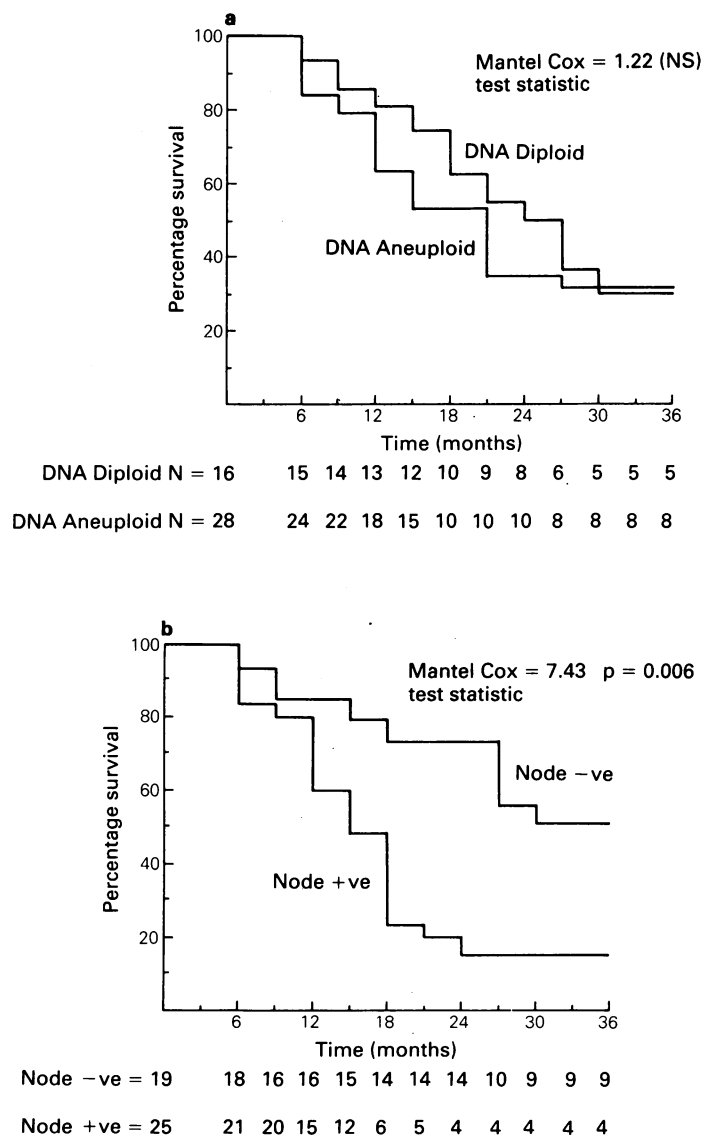 a
100
80
60
40
20
Percentage survival
Mantel Cox = 1.22 (NS)
test statistic
DNA Diploid
DNA Aneuploid
6 12 18 24 30 36
Time (months)
DNA Diploid N = 16 15 14 13 12 10 9 8 6 5 5 5
DNA Aneuploid N = 28 24 22 18 15 10 10 10 8 8 8 8
b
100
80
60
40
20
Percentage survival
Mantel Cox = 7.43 p = 0.006
test statistic
Node −ve
Node +ve
6 12 18 24 30 36
Time (months)
Node −ve = 19 18 16 16 15 14 14 14 10 9 9 9
Node +ve = 25 21 20 15 12 6 5 4 4 4 4 4